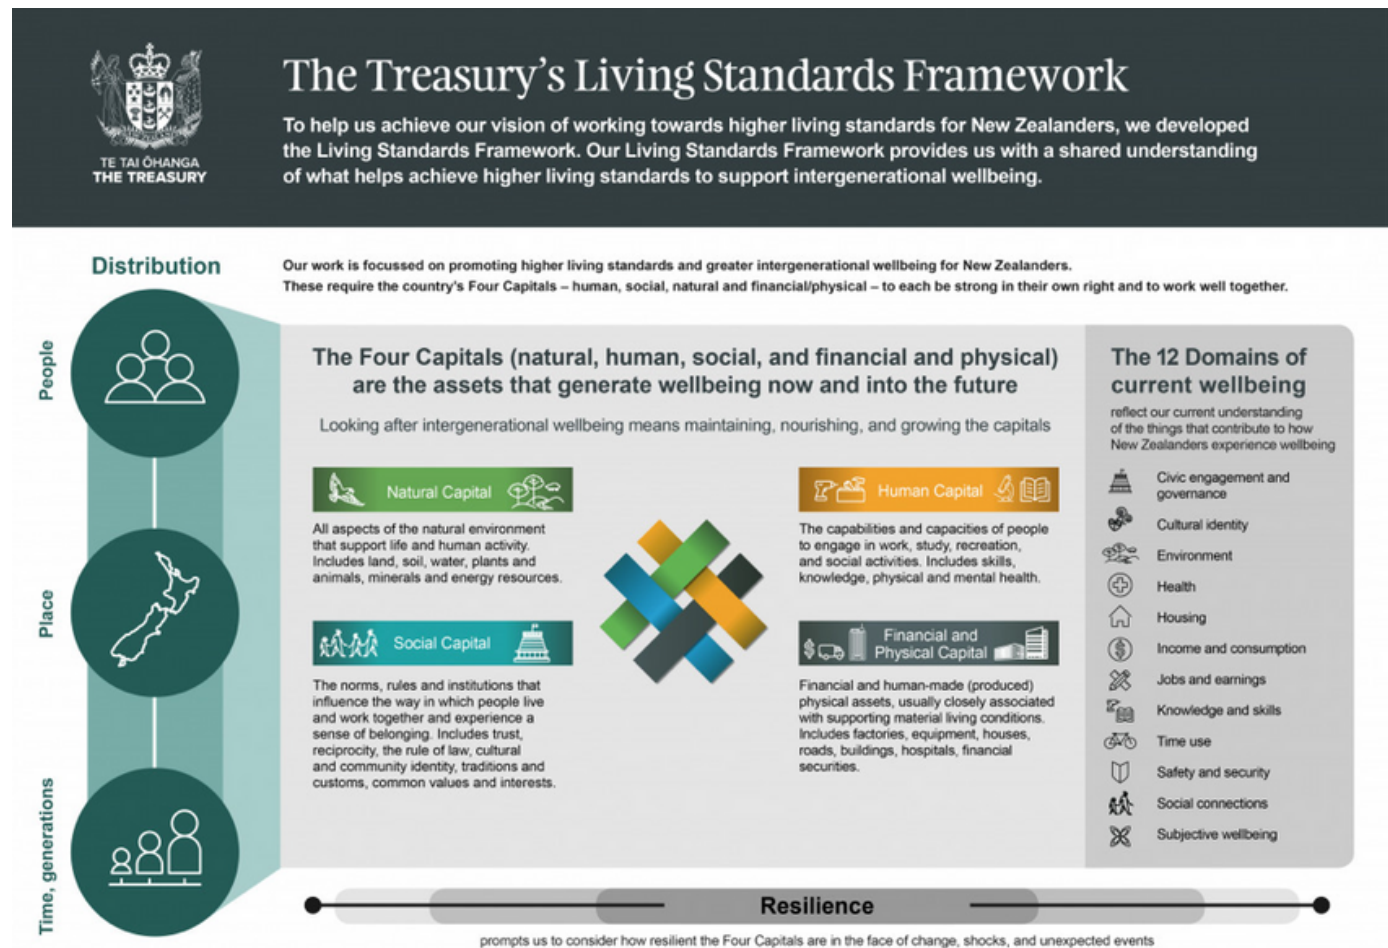 The Treasury's Living Standards Framework
To help us achieve our vision of working towards higher living standards for New Zealanders, we developed
the Living Standards Framework. Our Living Standards Framework provides us with a shared understanding
of what helps achieve higher living standards to support intergenerational wellbeing.
TE TAI ŌHANGA
THE TREASURY
Distribution
People
Place
Time, generations
Our work is focussed on promoting higher living standards and greater intergenerational wellbeing for New Zealanders.
These require the country's Four Capitals – human, social, natural and financial/physical – to each be strong in their own right and to work well together.
The Four Capitals (natural, human, social, and financial and physical)
are the assets that generate wellbeing now and into the future
Looking after intergenerational wellbeing means maintaining, nourishing, and growing the capitals
Natural Capital
All aspects of the natural environment
that support life and human activity.
Includes land, soil, water, plants and
animals, minerals and energy resources.
Human Capital
The capabilities and capacities of people
to engage in work, study, recreation,
and social activities. Includes skills,
knowledge, physical and mental health.
Social Capital
The norms, rules and institutions that
influence the way in which people live
and work together and experience a
sense of belonging. Includes trust,
reciprocity, the rule of law, cultural
and community identity, traditions and
customs, common values and interests.
Financial and
Physical Capital
Financial and human-made (produced)
physical assets, usually closely associated
with supporting material living conditions.
Includes factories, equipment, houses,
roads, buildings, hospitals, financial
securities.
The 12 Domains of
current wellbeing
reflect our current understanding
of the things that contribute to how
New Zealanders experience wellbeing
Civic engagement and
governance
Cultural identity
Environment
Health
Housing
Income and consumption
Jobs and earnings
Knowledge and skills
Time use
Safety and security
Social connections
Subjective wellbeing
Resilience
prompts us to consider how resilient the Four Capitals are in the face of change, shocks, and unexpected events